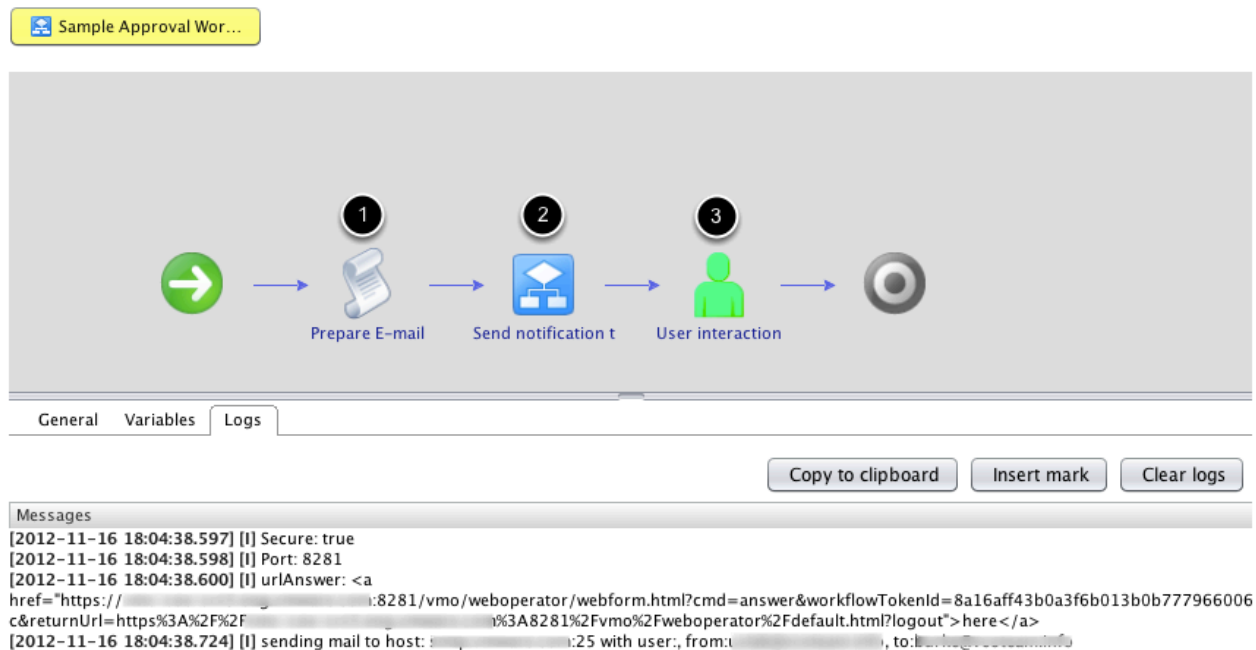 Sample Approval Wor...
1
2
3
Prepare E-mail
Send notification t
User interaction
General Variables Logs
Copy to clipboard Insert mark Clear logs
Messages
[2012-11-16 18:04:38.597] [I] Secure: true
[2012-11-16 18:04:38.598] [I] Port: 8281
[2012-11-16 18:04:38.600] [I] urlAnswer: <a
href="https:// :8281/vmo/weboperator/webform.html?cmd=answer&workflowTokenId=8a16aff43b0a3f6b013b0b777966006
c&returnUrl=https%3A%2F%2F %3A8281%2Fvmo%2Fweboperator%2Fdefault.html?logout">here</a>
[2012-11-16 18:04:38.724] [I] sending mail to host: :25 with user:, from: , to: